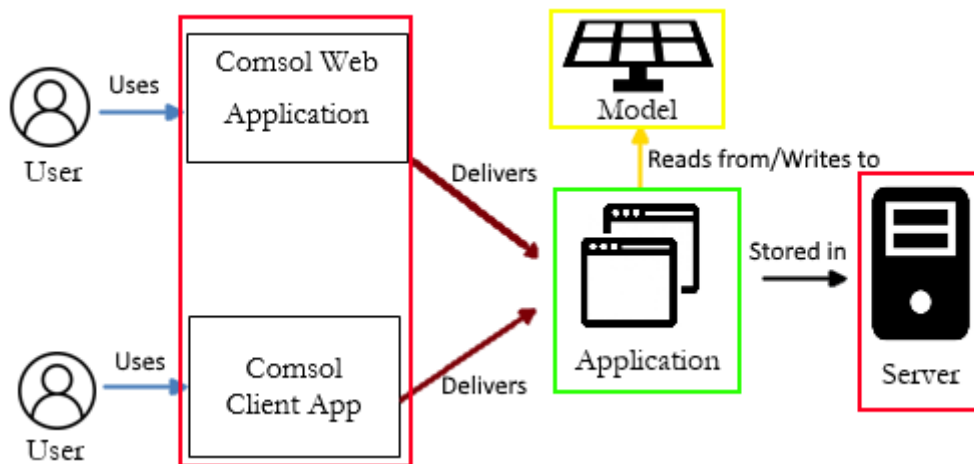 Uses
User
Comsol Web
Application
Delivers
Model
Reads from/Writes to
Application
Stored in
Server
Uses
User
Comsol
Client App
Delivers